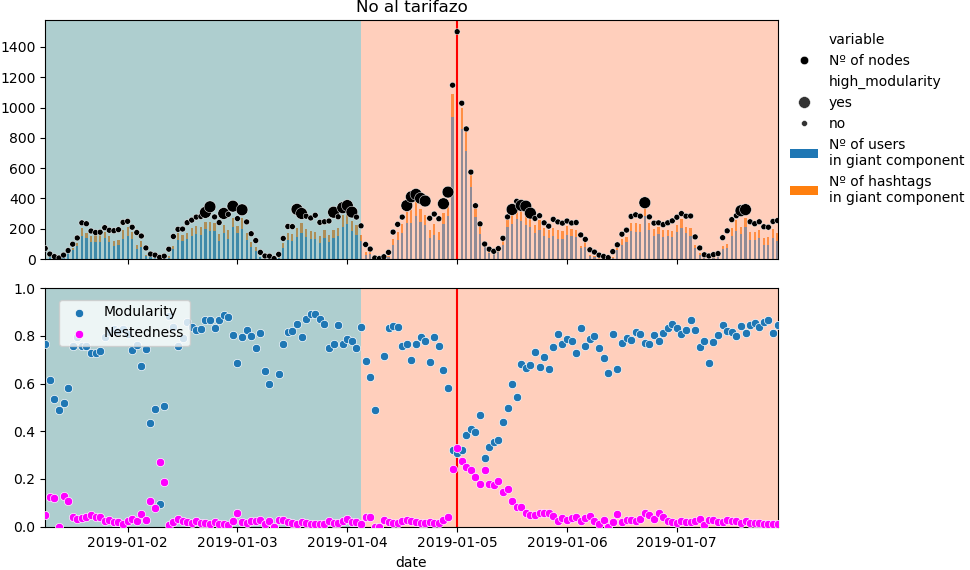 No al tarifazo
1400
1200
1000
800
600
400
200
0
variable
Nº of nodes
high_modularity
yes
no
Nº of users
in giant component
Nº of hashtags
in giant component
1.0
0.8
0.6
0.4
0.2
0.0
Modularity
Nestedness
2019-01-02 2019-01-03 2019-01-04 2019-01-05 2019-01-06 2019-01-07
date